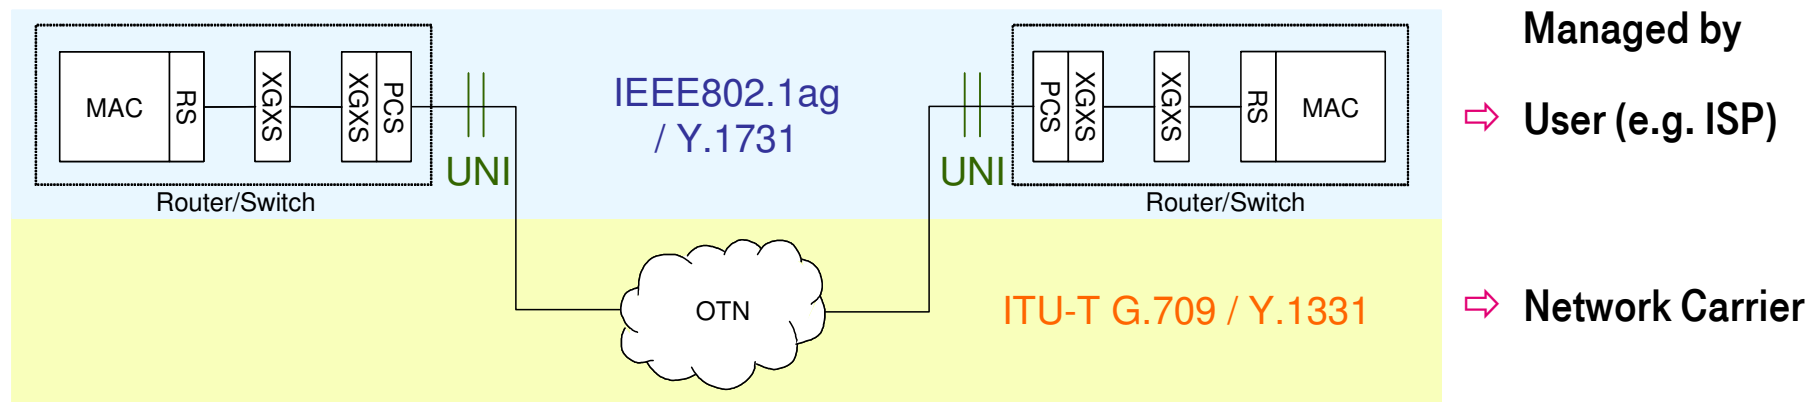 Managed by
MAC
RS
XGXS
XGXS
PCS
UNI
Router/Switch
IEEE802.1ag
/ Y.1731
UNI
PCS
XGXS
XGXS
RS
MAC
Router/Switch
⇨ User (e.g. ISP)
OTN
ITU-T G.709 / Y.1331
⇨ Network Carrier